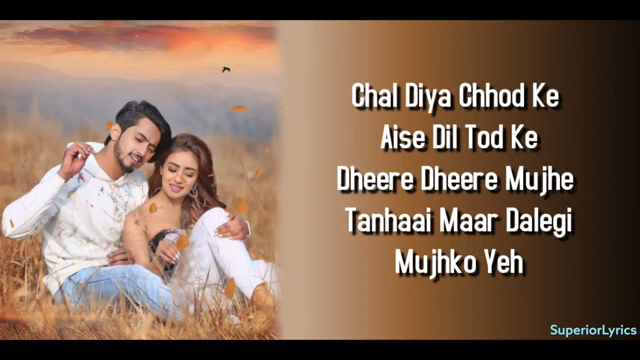 Chal Diya Chhod Ke
Aise Dil Tod Ke
Dheere Dheere Mujhe
Tanhaai Maar Dalegi
Mujhko Yeh
SuperiorLyrics